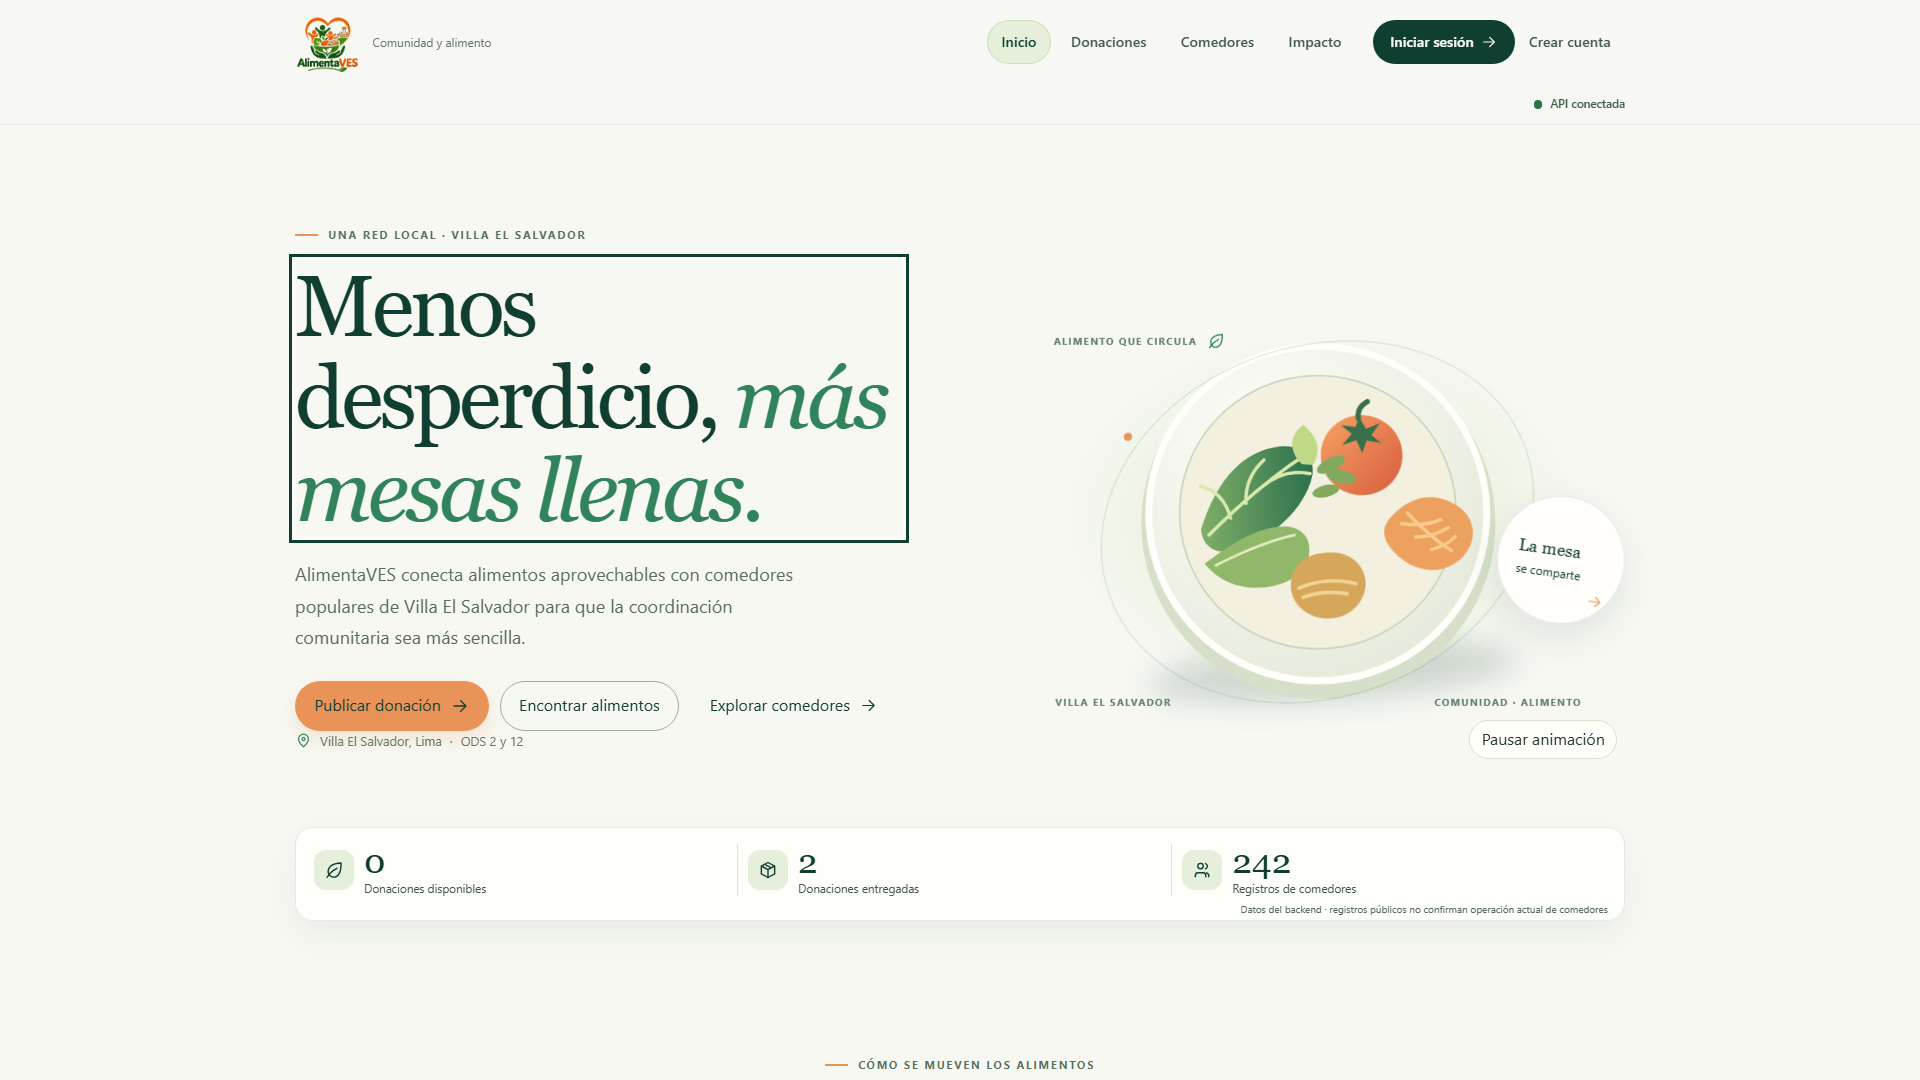 AlimentaVES
Comunidad y alimento
Inicio
Donaciones
Comedores
Impacto
Iniciar sesión
Crear cuenta
API conectada
UNA RED LOCAL · VILLA EL SALVADOR
Menos
desperdicio, más
mesas llenas.
AlimentaVES conecta alimentos aprovechables con comedores
populares de Villa El Salvador para que la coordinación
comunitaria sea más sencilla.
Publicar donación
Encontrar alimentos
Explorar comedores
Villa El Salvador, Lima · ODS 2 y 12
ALIMENTO QUE CIRCULA
La mesa
se comparte
VILLA EL SALVADOR
COMUNIDAD · ALIMENTO
Pausar animación
0
Donaciones disponibles
2
Donaciones entregadas
242
Registros de comedores
Datos del backend · registros públicos no confirman operación actual de comedores
CÓMO SE MUEVEN LOS ALIMENTOS